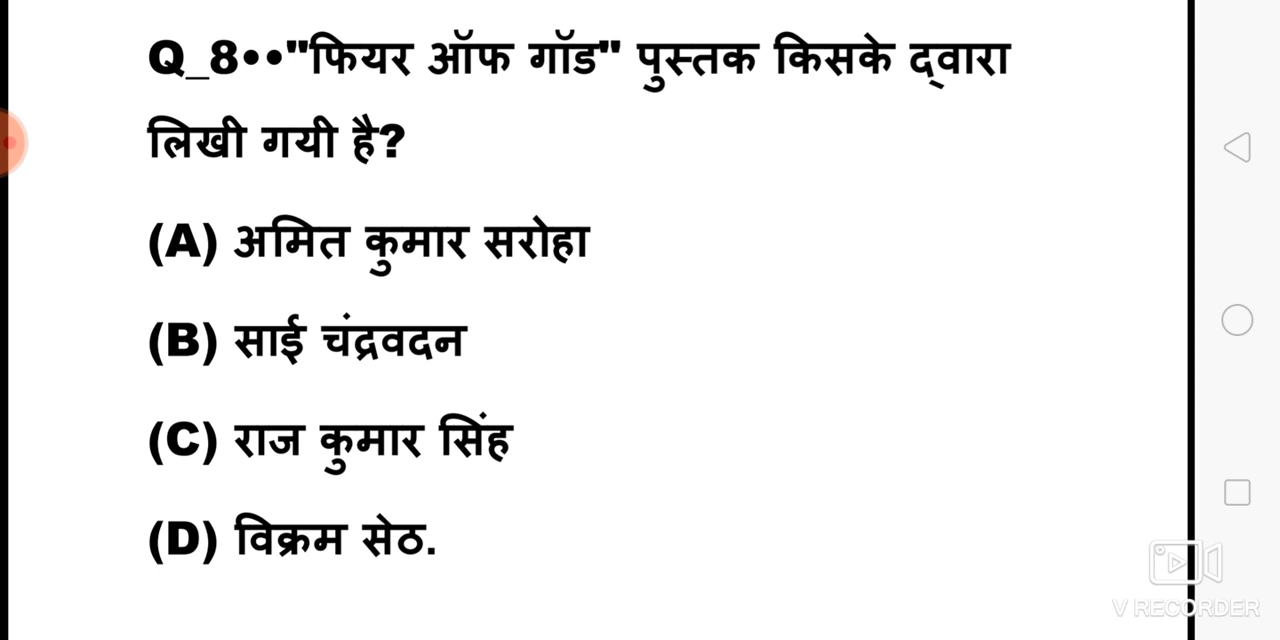 Q_8••"फियर ऑफ गॉड" पुस्तक किसके द्वारा
लिखी गयी है?
(A) अमित कुमार सरोहा
(B) साई चंद्रवदन
(C) राज कुमार सिंह
(D) विक्रम सेठ.
V RECORDER